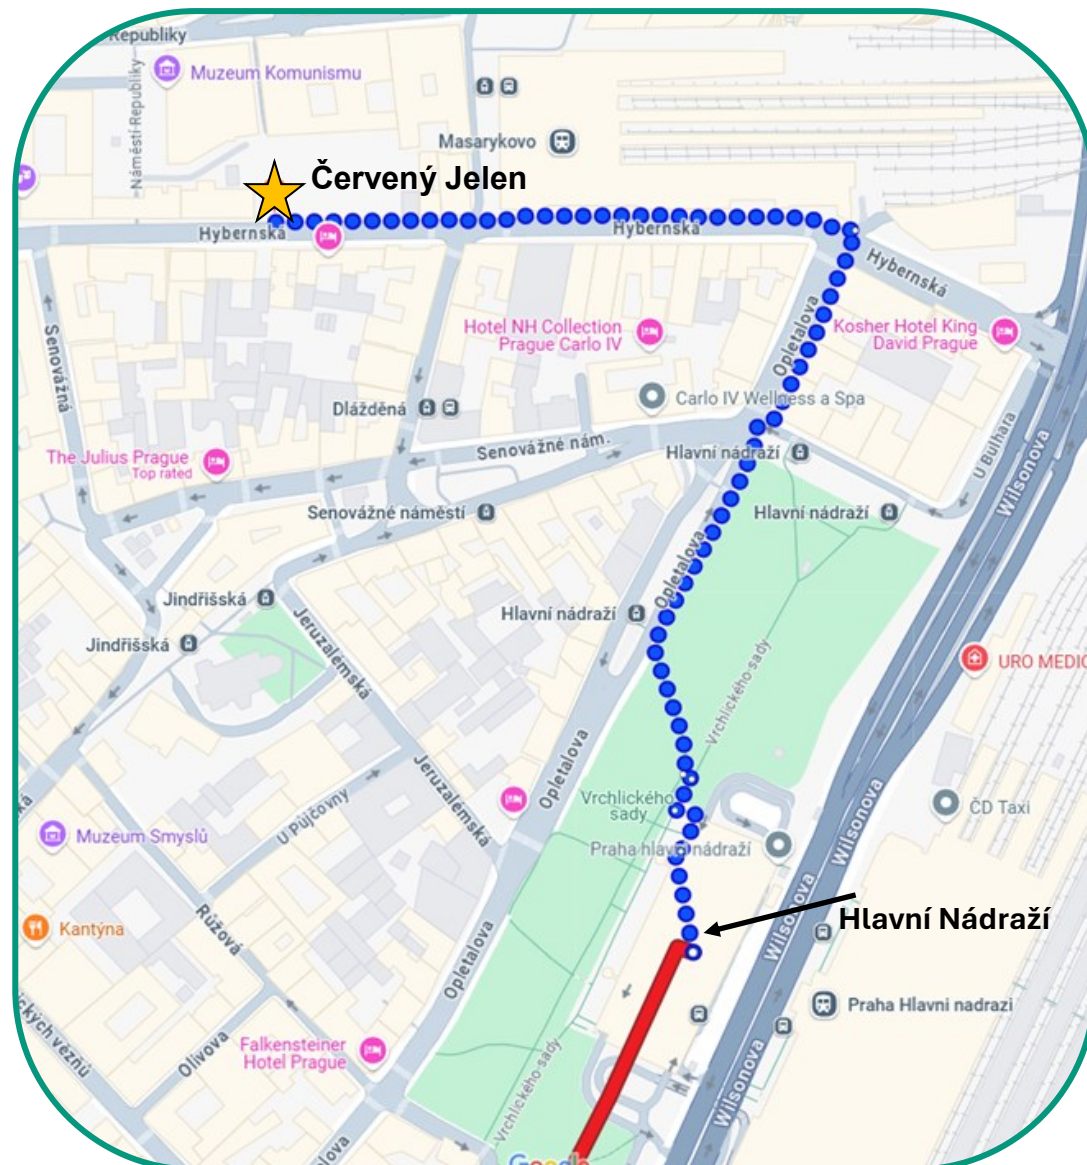 Republiky
Muzeum Komunismu
Náměstí Republiky
Masarykovo
Červený Jelen
Hybernská
Hybernská
Hybernská
Hotel NH Collection
Prague Carlo IV
Kosher Hotel King
David Prague
Opletalova
Senovážná
Carlo IV Wellness a Spa
Dlážděná
Senovážné nám.
Hlavní nádraží
U Bulhara
Wilsonova
The Julius Prague
Top rated
Senovážné náměstí
Hlavní nádraží
Opletalova
Jindřišská
Hlavní nádraží
Jindřišská
Jeruzalémská
Vrchlického sady
URO MEDIC
Opletalova
Jeruzalémská
U Půjčovny
Vrchlického
sady
Wilsonova
ČD Taxi
Muzeum Smyslů
Praha hlavní nádraží
Růžová
Kantýna
Wilsonova
Hlavní Nádraží
Opletalova
Praha Hlavni nadrazi
ických vězňů
Olivova
Falkensteiner
Hotel Prague
Vrchlického sady
Wilsonova
lova
Google